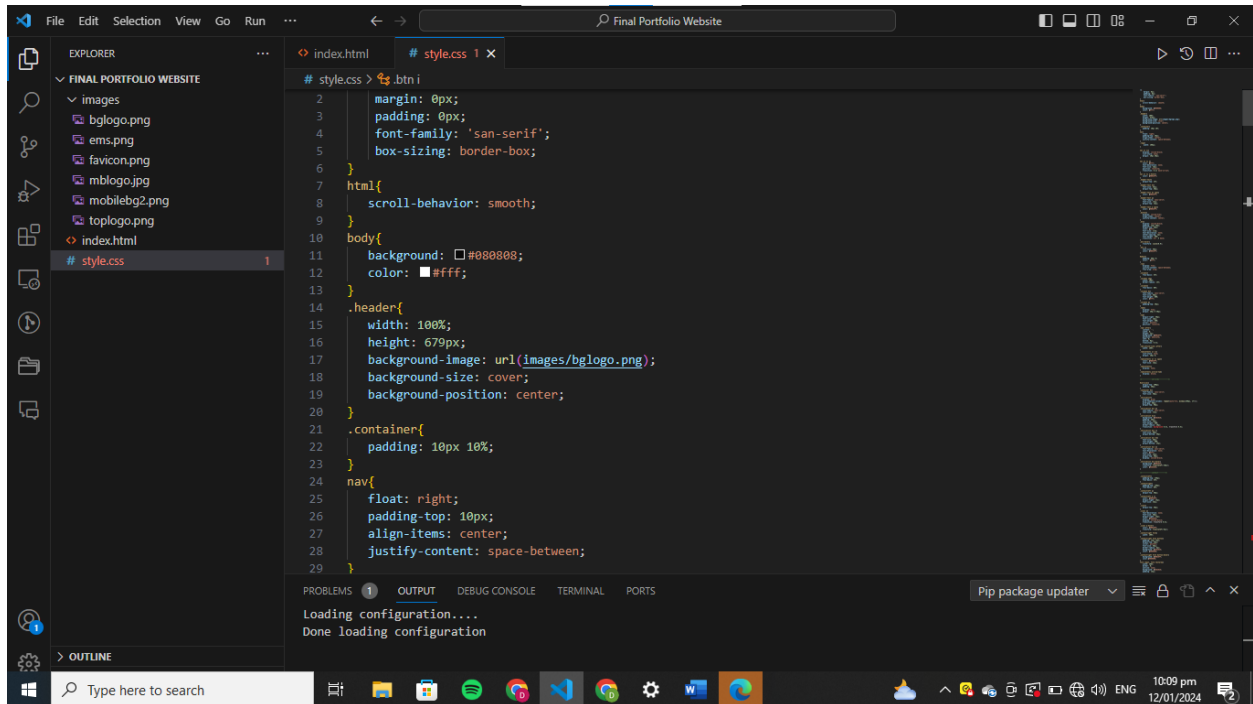 File Edit Selection View Go Run ... Final Portfolio Website
EXPLORER ...
FINAL PORTFOLIO WEBSITE
images
bglogo.png
ems.png
favicon.png
mblogo.jpg
mobilebg2.png
toplogo.png
<> index.html
# style.css 1
<> index.html # style.css 1
# style.css > .btn i
2 margin: 0px;
3 padding: 0px;
4 font-family: 'san-serif';
5 box-sizing: border-box;
6 }
7 html{
8 scroll-behavior: smooth;
9 }
10 body{
11 background: #080808;
12 color: #fff;
13 }
14 .header{
15 width: 100%;
16 height: 679px;
17 background-image: url(images/bglogo.png);
18 background-size: cover;
19 background-position: center;
20 }
21 .container{
22 padding: 10px 10%;
23 }
24 nav{
25 float: right;
26 padding-top: 10px;
27 align-items: center;
28 justify-content: space-between;
29 }
PROBLEMS 1 OUTPUT DEBUG CONSOLE TERMINAL PORTS Pip package updater
Loading configuration....
Done loading configuration
1
> OUTLINE
Type here to search
ENG
10:09 pm
12/01/2024
2